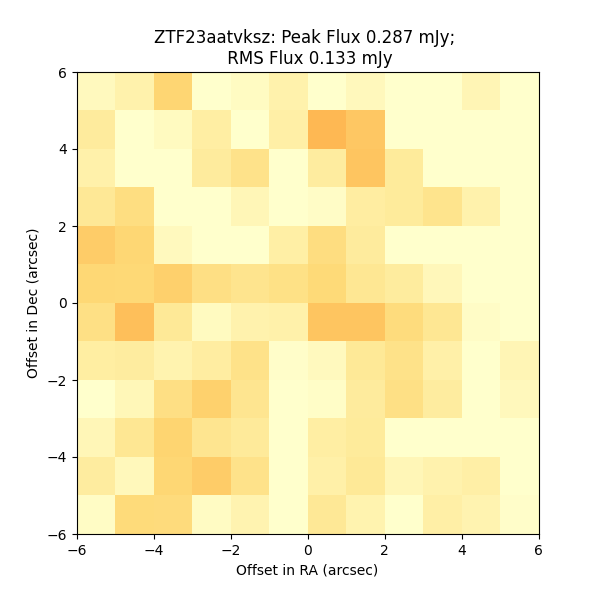 ZTF23aatvksz: Peak Flux 0.287 mJy;
RMS Flux 0.133 mJy
6
4
2
0
−2
−4
−6
Offset in Dec (arcsec)
−6 −4 −2 0 2 4 6
Offset in RA (arcsec)